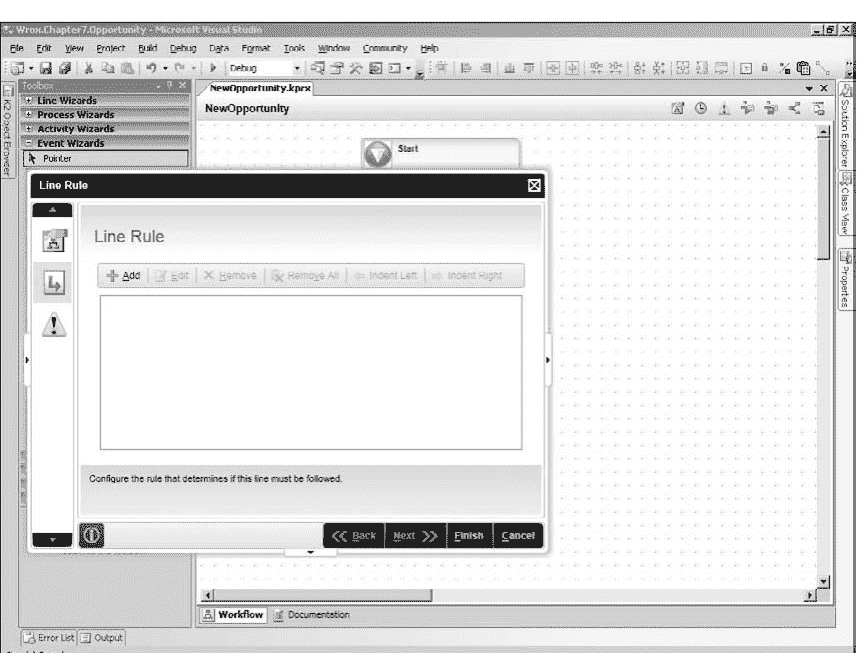 Wrox.Chapter7.Opportunity - Microsoft Visual Studio
File Edit View Project Build Debug Data Format Tools Window Community Help
Debug
Toolbox
Line Wizards
Process Wizards
Activity Wizards
Event Wizards
Pointer
K2 Object Browser
NewOpportunity.kprx
NewOpportunity
Start
Line Rule
Line Rule
Add Edit Remove Remove All Indent Left Indent Right
Configure the rule that determines if this line must be followed.
Back Next Finish Cancel
Solution Explorer
Class View
Properties
Workflow Documentation
Error List Output